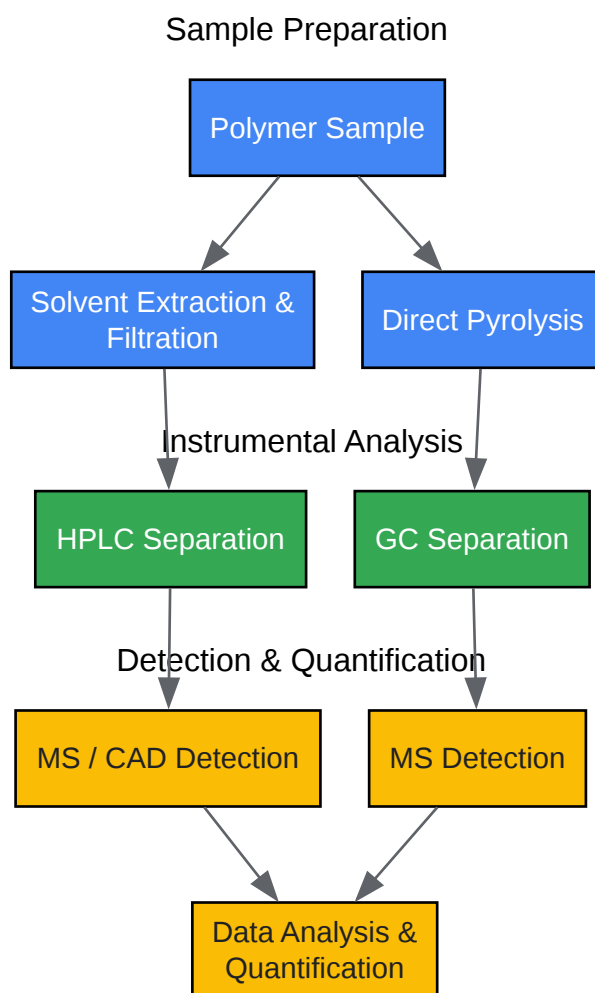 Sample Preparation
Polymer Sample
Solvent Extraction &
Filtration
Direct Pyrolysis
Instrumental Analysis
HPLC Separation
GC Separation
Detection & Quantification
MS / CAD Detection
MS Detection
Data Analysis &
Quantification